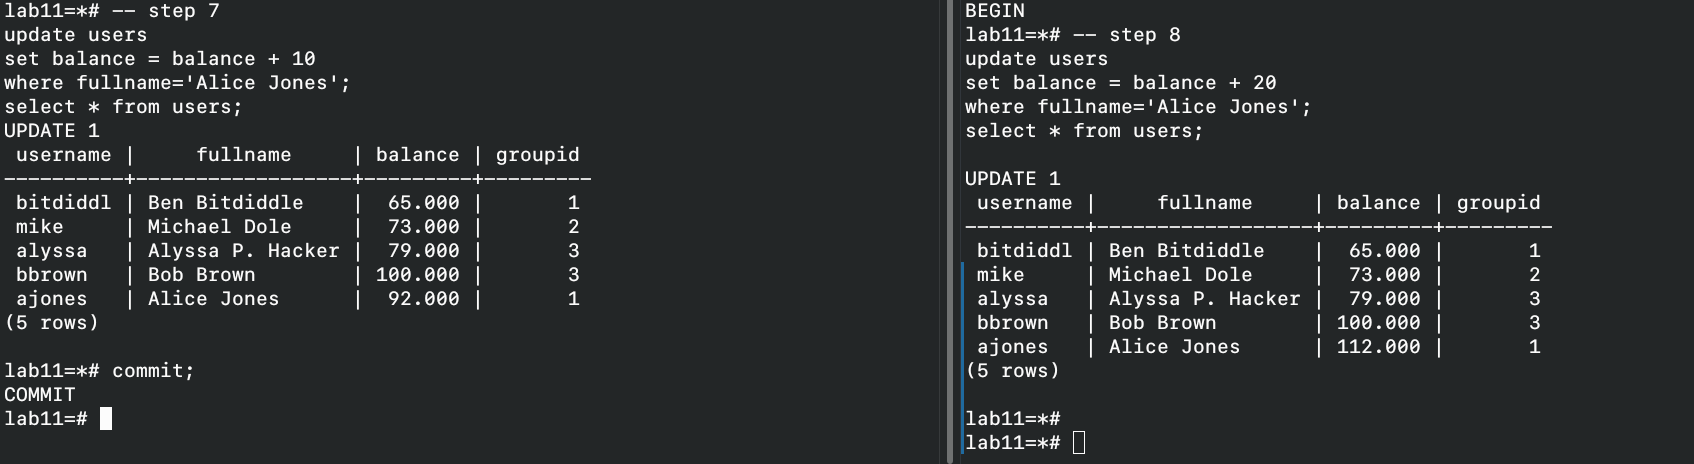 lab11=*# -- step 7
update users
set balance = balance + 10
where fullname='Alice Jones';
select * from users;
UPDATE 1
 username |     fullname     | balance | groupid
----------+------------------+---------+---------
 bitdiddl | Ben Bitdiddle    |  65.000 |       1
 mike     | Michael Dole     |  73.000 |       2
 alyssa   | Alyssa P. Hacker |  79.000 |       3
 bbrown   | Bob Brown        | 100.000 |       3
 ajones   | Alice Jones      |  92.000 |       1
(5 rows)
lab11=*# commit;
COMMIT
lab11=#
BEGIN
lab11=*# -- step 8
update users
set balance = balance + 20
where fullname='Alice Jones';
select * from users;
UPDATE 1
 username |     fullname     | balance | groupid
----------+------------------+---------+---------
 bitdiddl | Ben Bitdiddle    |  65.000 |       1
 mike     | Michael Dole     |  73.000 |       2
 alyssa   | Alyssa P. Hacker |  79.000 |       3
 bbrown   | Bob Brown        | 100.000 |       3
 ajones   | Alice Jones      | 112.000 |       1
(5 rows)
lab11=*#
lab11=*#